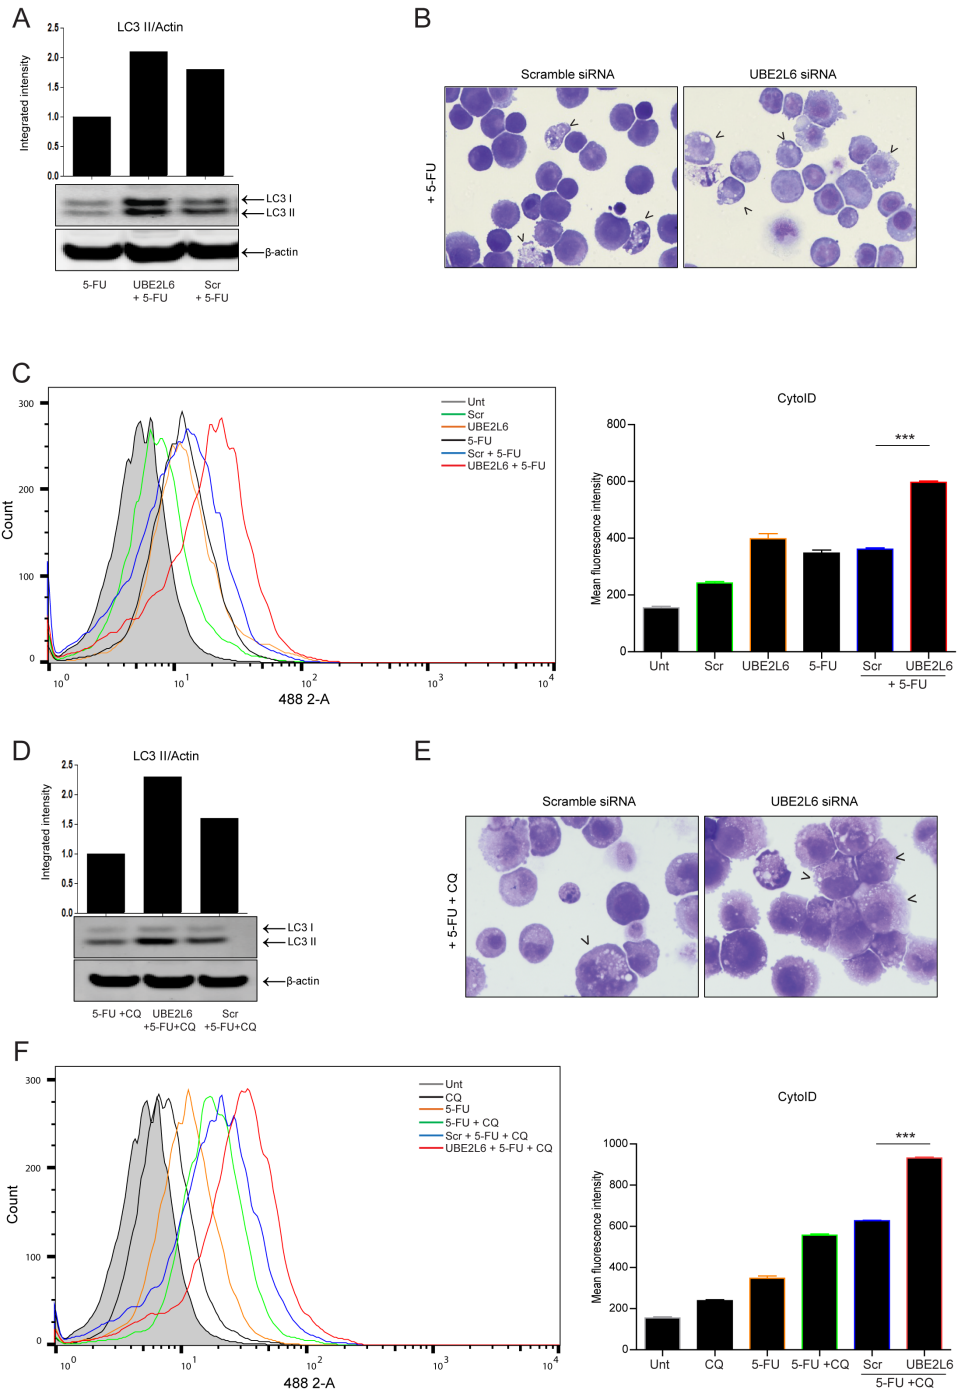 A
LC3 II/Actin
Integrated intensity
2.5
2.0
1.5
1.0
0.5
0.0
LC3 I
LC3 II
β-actin
5-FU
UBE2L6
+ 5-FU
Scr
+ 5-FU
B
Scramble siRNA
UBE2L6 siRNA
+ 5-FU
C
Count
300
200
100
0
10^0
10^1
10^2
10^3
10^4
488 2-A
Unt
Scr
UBE2L6
5-FU
Scr + 5-FU
UBE2L6 + 5-FU
CytoID
Mean fluorescence intensity
800
600
400
200
0
***
Unt
Scr
UBE2L6
5-FU
Scr
UBE2L6
+ 5-FU
D
LC3 II/Actin
Integrated intensity
2.5
2.0
1.5
1.0
0.5
0.0
LC3 I
LC3 II
β-actin
5-FU +CQ
UBE2L6
+5-FU+CQ
Scr
+5-FU+CQ
E
Scramble siRNA
UBE2L6 siRNA
+ 5-FU + CQ
F
Count
300
200
100
0
10^0
10^1
10^2
10^3
10^4
488 2-A
Unt
CQ
5-FU
5-FU + CQ
Scr + 5-FU + CQ
UBE2L6 + 5-FU + CQ
CytoID
Mean fluorescence intensity
1000
800
600
400
200
0
***
Unt
CQ
5-FU
5-FU +CQ
Scr
UBE2L6
5-FU +CQ